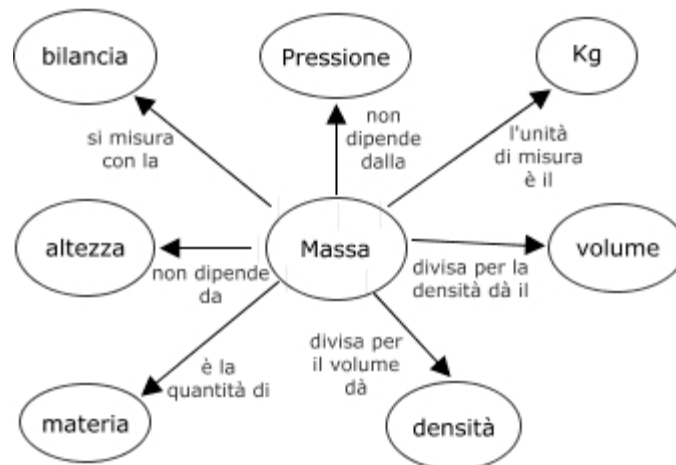 bilancia
Pressione
Kg
si misura
con la
non
dipende
dalla
l'unità
di misura
è il
altezza
Massa
volume
non dipende
da
divisa per la
densità dà il
è la
quantità di
divisa per
il volume
dà
materia
densità